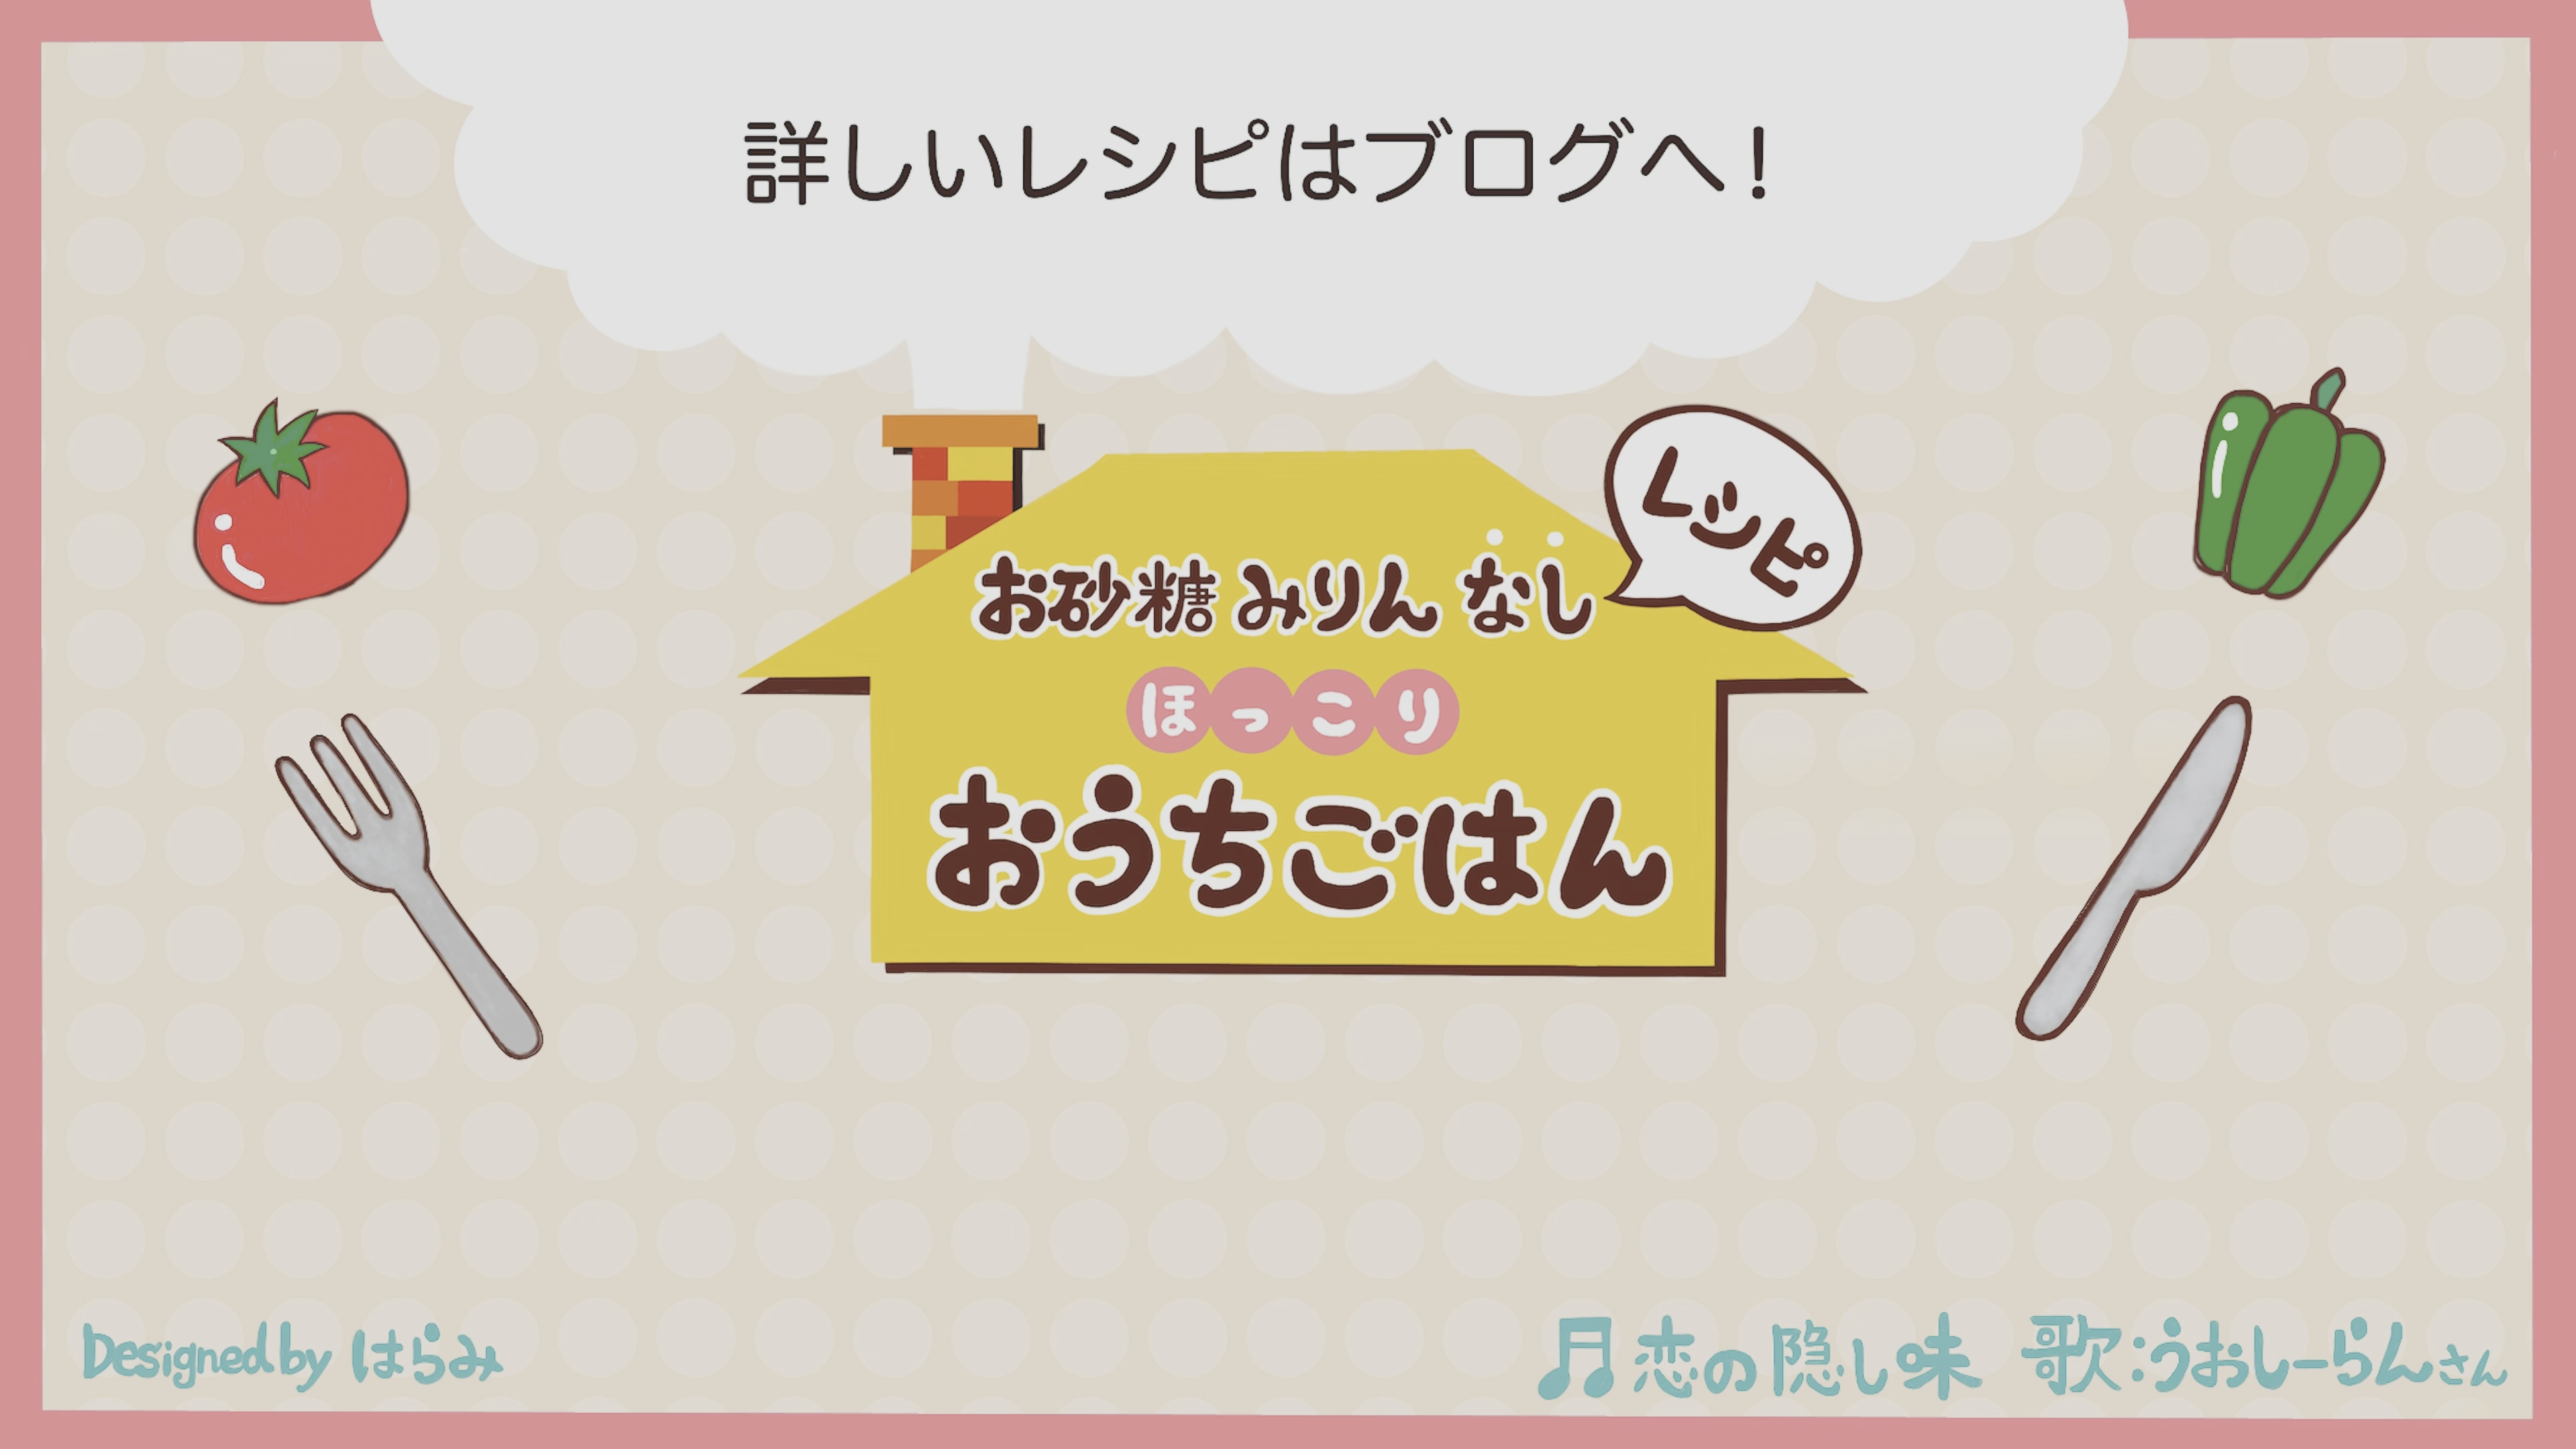 詳しいレシピはブログへ!
お砂糖 みりん なし
レシピ
ほっこり
おうちごはん
Designed by はらみ
♫恋の隠し味 歌:うおしーらんさん